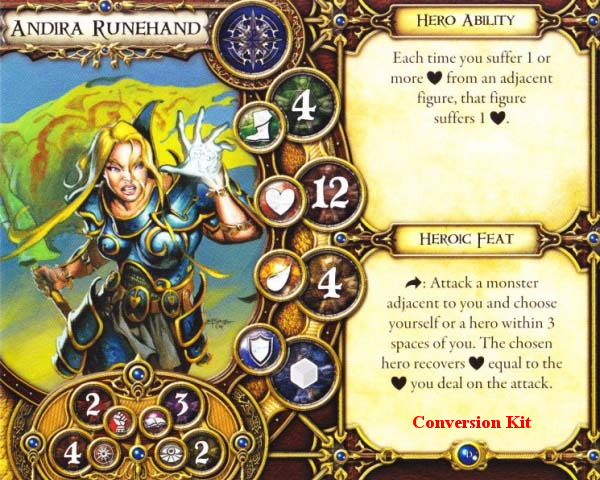 Andira Runehand
4
12
4
2
3
4
2
Hero Ability
Each time you suffer 1 or
more ♥ from an adjacent
figure, that figure
suffers 1 ♥.
Heroic Feat
: Attack a monster
adjacent to you and choose
yourself or a hero within 3
spaces of you. The chosen
hero recovers ♥ equal to the
♥ you deal on the attack.
Conversion Kit